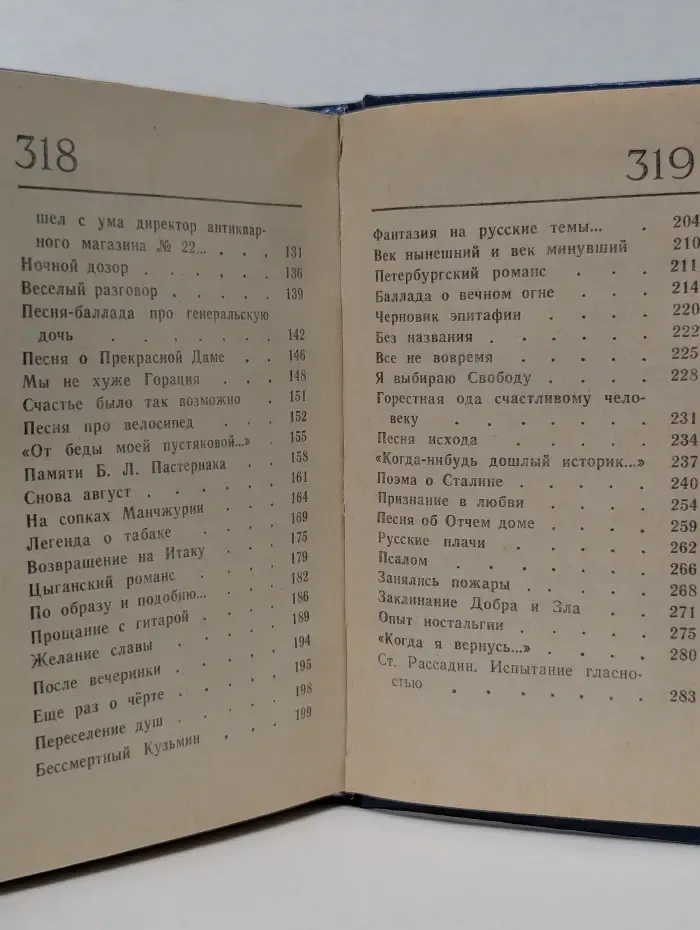 318
шел с ума директор антиквар-
ного магазина № 22... . . . 131
Ночной дозор . . . . . 136
Веселый разговор . . . . . 139
Песня-баллада про генеральскую
дочь . . . . . . . 142
Песня о Прекрасной Даме . . 146
Мы не хуже Горация . . . 148
Счастье было так возможно . 151
Песня про велосипед . . . 152
«От беды моей пустяковой...» . 155
Памяти Б. Л. Пастернака . . 158
Снова август . . . . . . 161
На сопках Манчжурии . . . 164
Легенда о табаке . . . . 169
Возвращение на Итаку . . . 175
Цыганский романс . . . . 179
По образу и подобию... . . . 182
Прощание с гитарой . . . . 186
Желание славы . . . . 189
После вечеринки . . . . 194
Еще раз о чёрте . . . . 195
Переселение душ . . . . 198
Бессмертный Кузьмин . . . 199
319
Фантазия на русские темы... . 204
Век нынешний и век минувший 210
Петербургский романс . . . 211
Баллада о вечном огне . . . 214
Черновик эпитафии . . . . 220
Без названия . . . . . . 222
Все не вовремя . . . . . 225
Я выбираю Свободу . . . . 228
Горестная ода счастливому чело-
веку . . . . . . . 231
Песня исхода . . . . . 234
«Когда-нибудь дошлый историк...» 237
Поэма о Сталине . . . . . 240
Признание в любви . . . . 254
Песня об Отчем доме . . . . 259
Русские плачи . . . . . 262
Псалом . . . . . . . 266
Занялись пожары . . . . . 268
Заклинание Добра и Зла . . 271
Опыт ностальгии . . . . . 275
«Когда я вернусь...» . . . . 280
Ст. Рассадин. Испытание гласно-
стью . . . . . . . 283